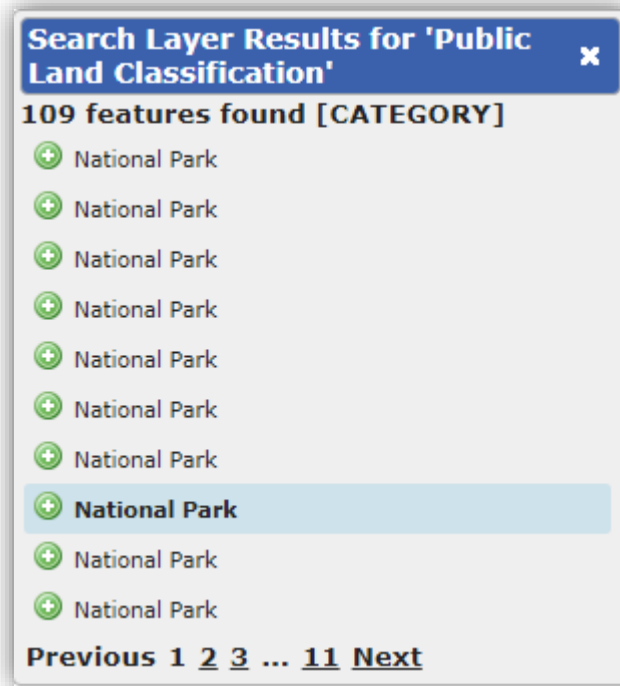 Search Layer Results for 'Public
Land Classification'
109 features found [CATEGORY]
National Park
National Park
National Park
National Park
National Park
National Park
National Park
National Park
National Park
National Park
Previous 1 2 3 ... 11 Next